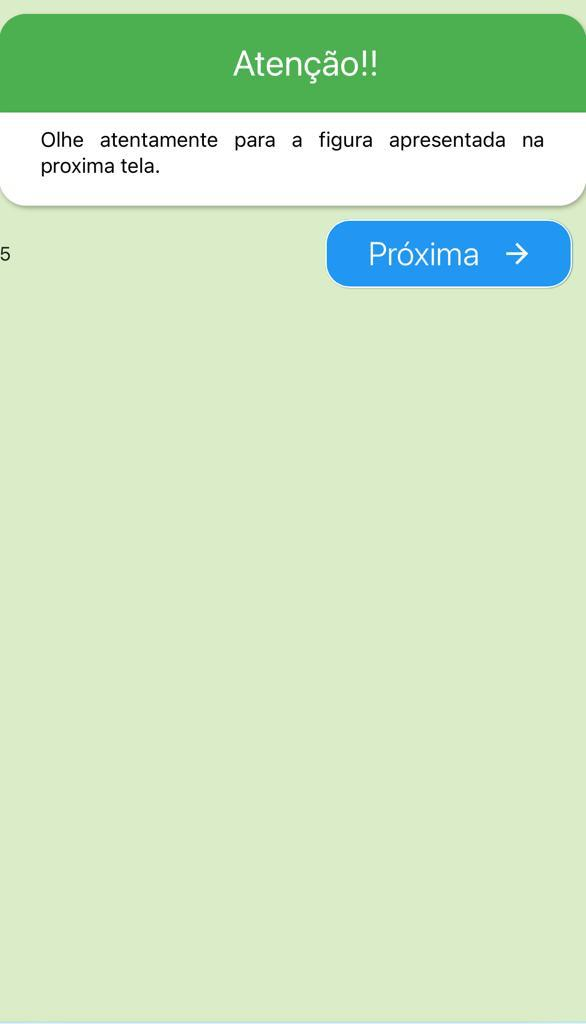 Atenção!!
Olhe atentamente para a figura apresentada na
proxima tela.
5
Próxima →